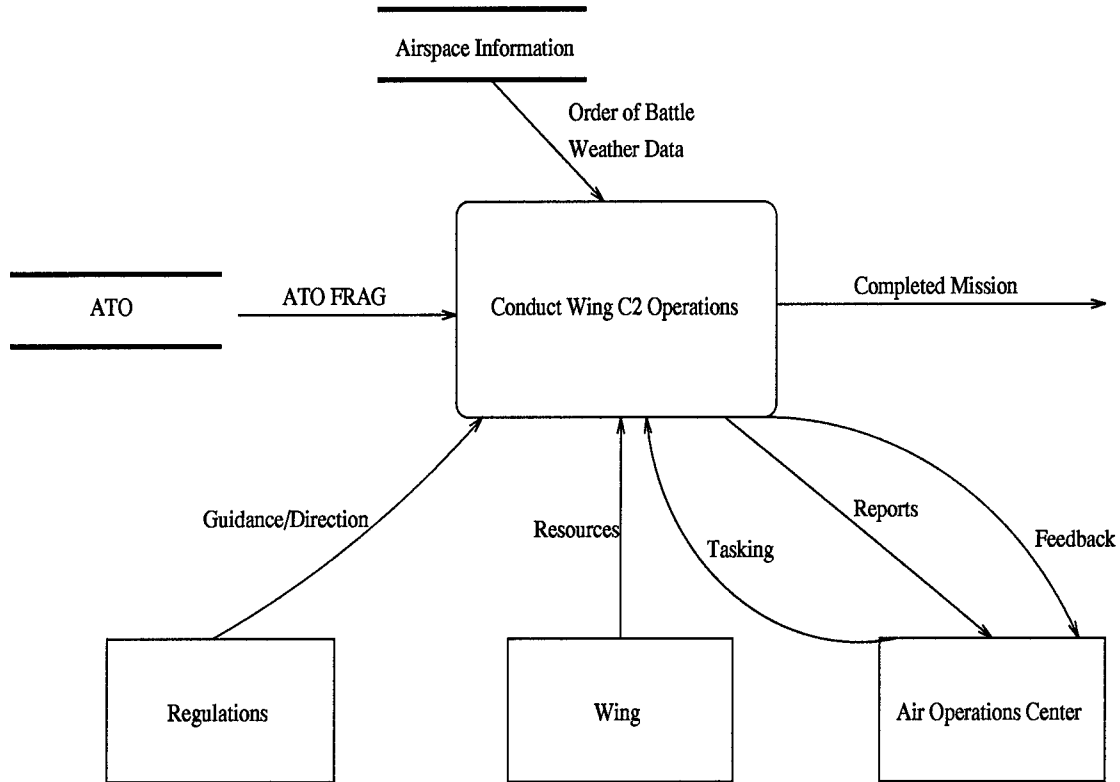 Airspace Information
Order of Battle
Weather Data
ATO
ATO FRAG
Conduct Wing C2 Operations
Completed Mission
Guidance/Direction
Resources
Tasking
Reports
Feedback
Regulations
Wing
Air Operations Center